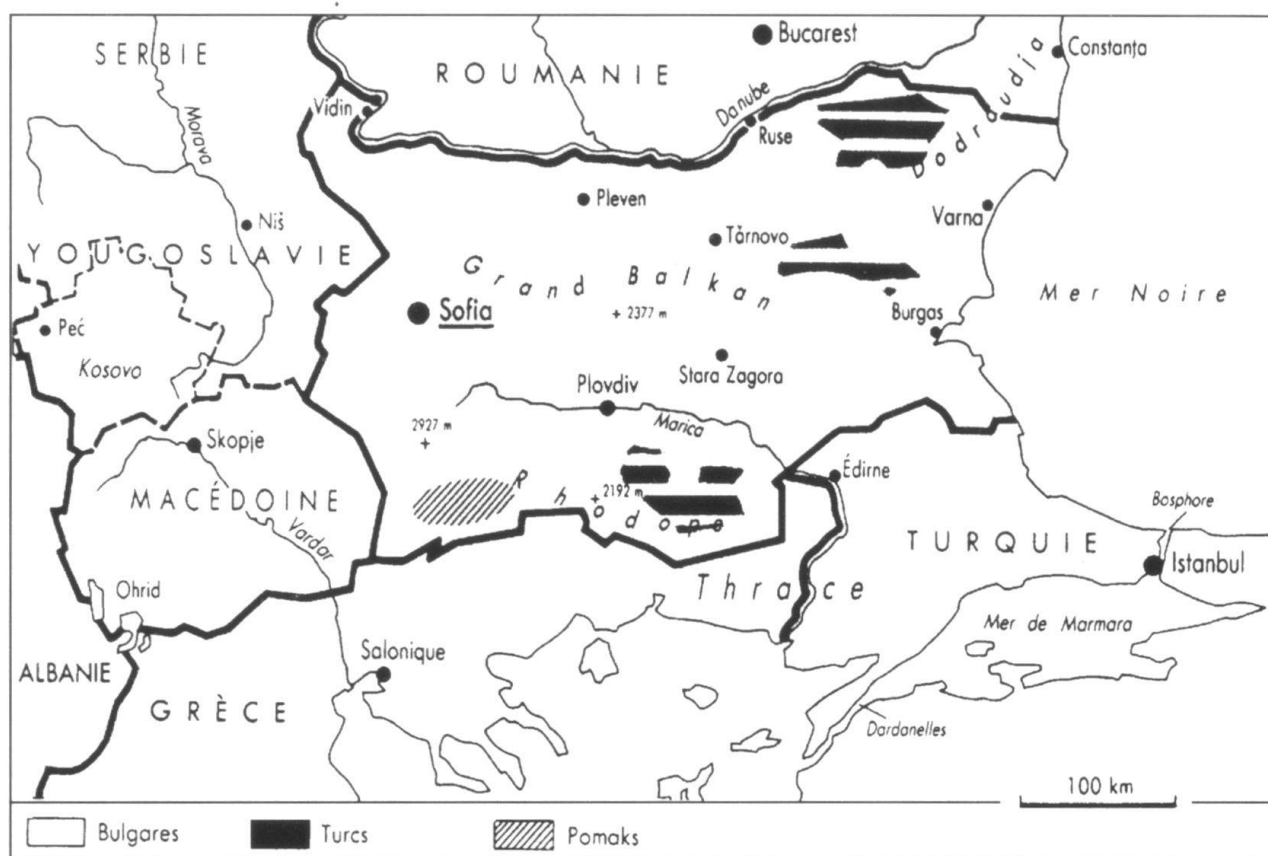 SERBIE
ROUMANIE
Bucarest
Constanța
Dobroudja
Vidin
Morava
Danube
Ruse
Niš
Pleven
Varna
Tărnovo
YOUGOSLAVIE
Grand Balkan
Mer Noire
Sofia
+ 2377 m
Burgas
Peć
Kosovo
Stara Zagora
Plovdiv
Marica
2927 m
+
Skopje
Édirne
MACÉDOINE
Rhodope
+ 2192 m
Vardar
Bosphore
TURQUIE
Istanbul
Thrace
Ohrid
Mer de Marmara
Salonique
ALBANIE
GRÈCE
Dardanelles
100 km
Bulgares
Turcs
Pomaks